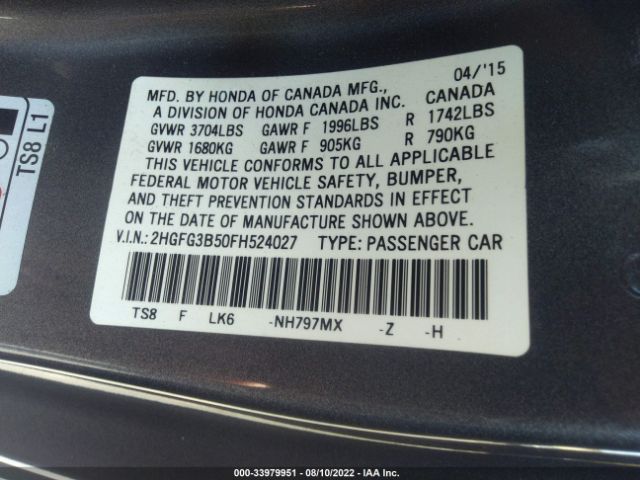 MFD. BY HONDA OF CANADA MFG., 04/'15
A DIVISION OF HONDA CANADA INC. CANADA
GVWR 3704LBS GAWR F 1996LBS R 1742LBS
GVWR 1680KG GAWR F 905KG R 790KG
THIS VEHICLE CONFORMS TO ALL APPLICABLE
FEDERAL MOTOR VEHICLE SAFETY, BUMPER,
AND THEFT PREVENTION STANDARDS IN EFFECT
ON THE DATE OF MANUFACTURE SHOWN ABOVE.
V.I.N.: 2HGFG3B50FH524027 TYPE: PASSENGER CAR
TS8 F LK6 -NH797MX -Z -H
TS8 L1
000-33979951 - 08/10/2022 - IAA Inc.